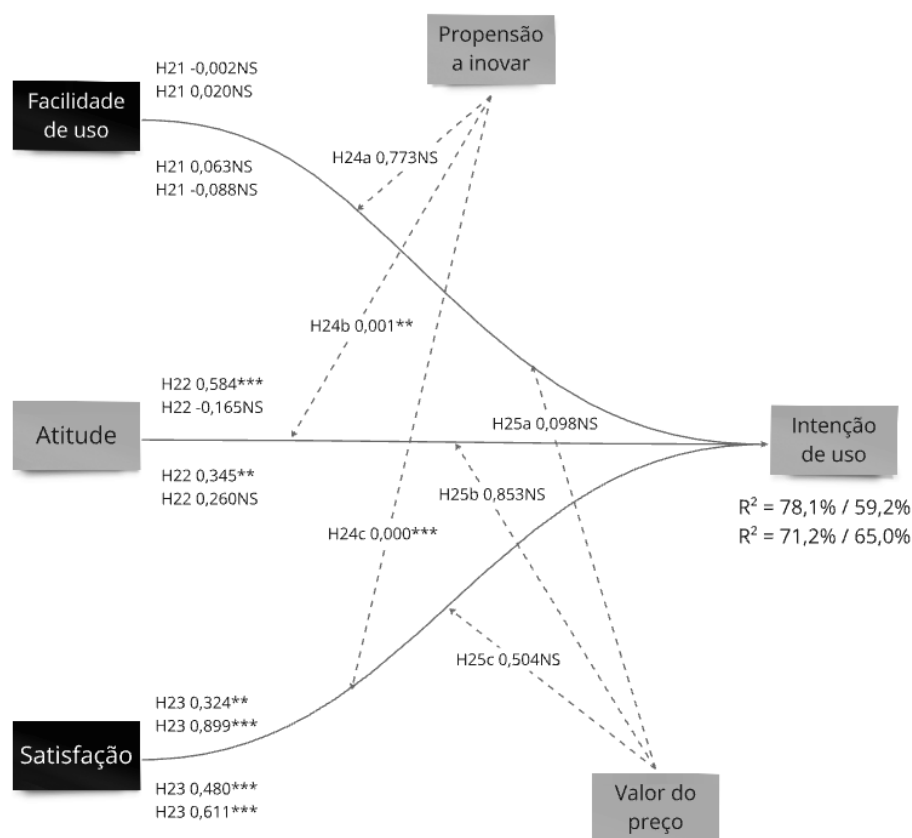 Propensão
a inovar
H21 -0,002NS
H21 0,020NS
Facilidade
de uso
H21 0,063NS
H21 -0,088NS
H24a 0,773NS
H24b 0,001**
H22 0,584***
H22 -0,165NS
Atitude
H22 0,345**
H22 0,260NS
H25a 0,098NS
Intenção
de uso
H25b 0,853NS
R² = 78,1% / 59,2%
R² = 71,2% / 65,0%
H24c 0,000***
H25c 0,504NS
H23 0,324**
H23 0,899***
Satisfação
H23 0,480***
H23 0,611***
Valor do
preço